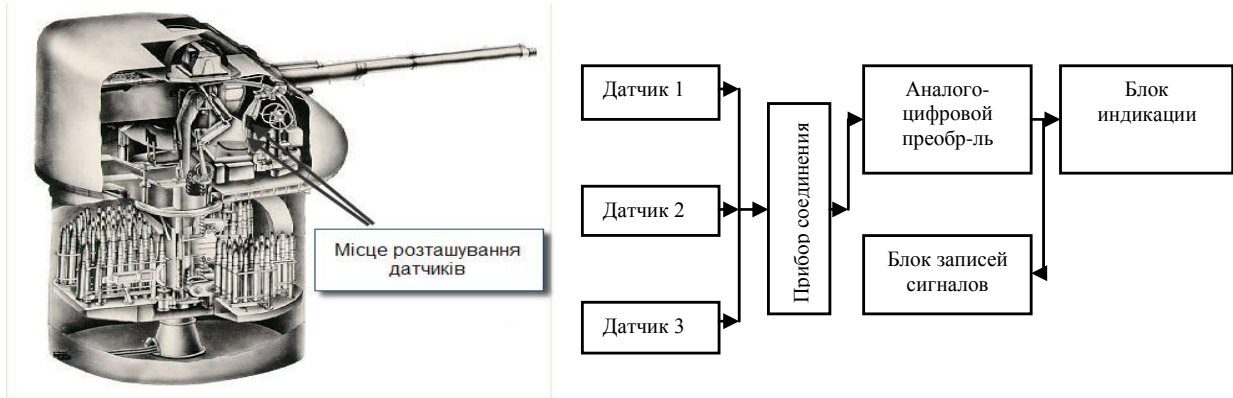 Місце розташування
датчиків
Датчик 1
Датчик 2
Датчик 3
Прибор соединения
Аналого-
цифровой
преобр-ль
Блок
индикации
Блок записей
сигналов